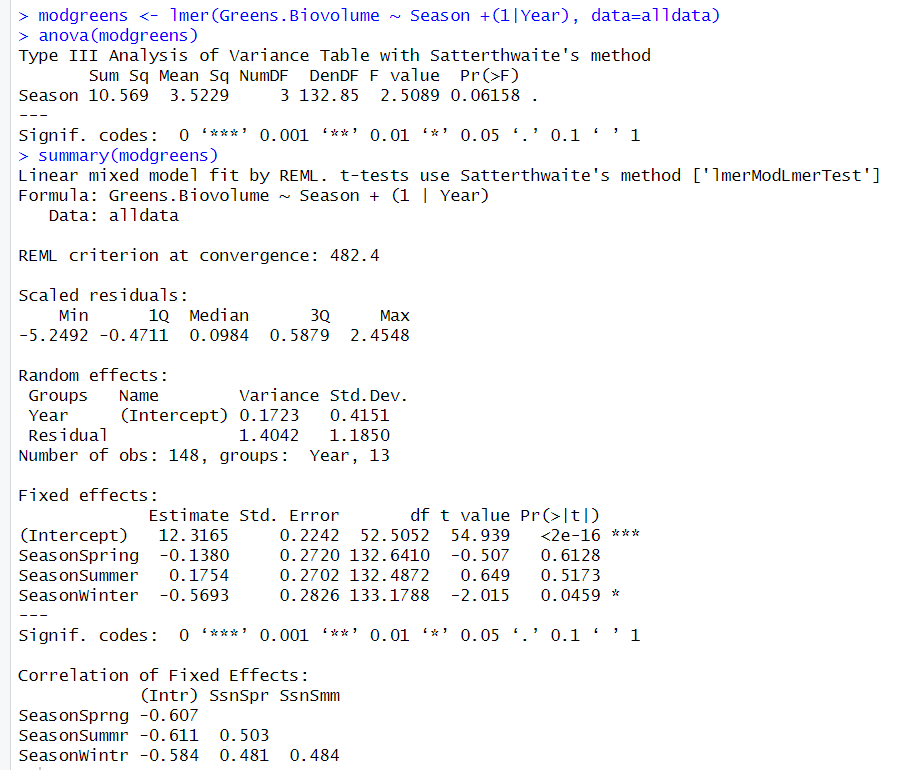 > modgreens <- lmer(Greens.Biovolume ~ Season +(1|Year), data=alldata)
> anova(modgreens)
Type III Analysis of Variance Table with Satterthwaite's method
       Sum Sq Mean Sq NumDF  DenDF F value  Pr(>F)
Season 10.569  3.5229     3 132.85  2.5089 0.06158 .
---
Signif. codes:  0 ‘***’ 0.001 ‘**’ 0.01 ‘*’ 0.05 ‘.’ 0.1 ‘ ’ 1
> summary(modgreens)
Linear mixed model fit by REML. t-tests use Satterthwaite's method ['lmerModLmerTest']
Formula: Greens.Biovolume ~ Season + (1 | Year)
   Data: alldata
REML criterion at convergence: 482.4
Scaled residuals:
    Min      1Q  Median      3Q     Max
-5.2492 -0.4711  0.0984  0.5879  2.4548
Random effects:
 Groups   Name        Variance Std.Dev.
 Year     (Intercept) 0.1723   0.4151
 Residual             1.4042   1.1850
Number of obs: 148, groups:  Year, 13
Fixed effects:
             Estimate Std. Error       df t value Pr(>|t|)
(Intercept)   12.3165     0.2242  52.5052  54.939   <2e-16 ***
SeasonSpring  -0.1380     0.2720 132.6410  -0.507   0.6128
SeasonSummer   0.1754     0.2702 132.4872   0.649   0.5173
SeasonWinter  -0.5693     0.2826 133.1788  -2.015   0.0459 *
---
Signif. codes:  0 ‘***’ 0.001 ‘**’ 0.01 ‘*’ 0.05 ‘.’ 0.1 ‘ ’ 1
Correlation of Fixed Effects:
            (Intr) SsnSpr SsnSmm
SeasonSprng -0.607
SeasonSummr -0.611  0.503
SeasonWintr -0.584  0.481  0.484